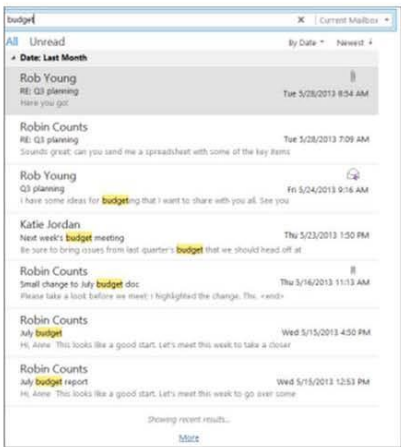 budget
× Current Mailbox
All Unread By Date Newest ↓
Date: Last Month
Rob Young
RE: Q3 planning Tue 5/28/2013 8:54 AM
Here you go!
Robin Counts
RE: Q3 planning Tue 5/28/2013 7:09 AM
Sounds great; can you send me a spreadsheet with some of the key items
Rob Young
Q3 planning Fri 5/24/2013 9:16 AM
I have some ideas for budgeting that I want to share with you all. See you
Katie Jordan
Next week's budget meeting Thu 5/23/2013 1:50 PM
Be sure to bring issues from last quarter's budget that we should head off at
Robin Counts
Small change to July budget doc Thu 5/16/2013 11:13 AM
Please take a look before we meet; I highlighted the change. Thx. <end>
Robin Counts
July budget Wed 5/15/2013 4:50 PM
Hi, Anne This looks like a good start. Let's meet this week to take a closer
Robin Counts
July budget report Wed 5/15/2013 12:53 PM
Hi, Anne This looks like a good start. Let's meet this week to go over some
Showing recent results...
More